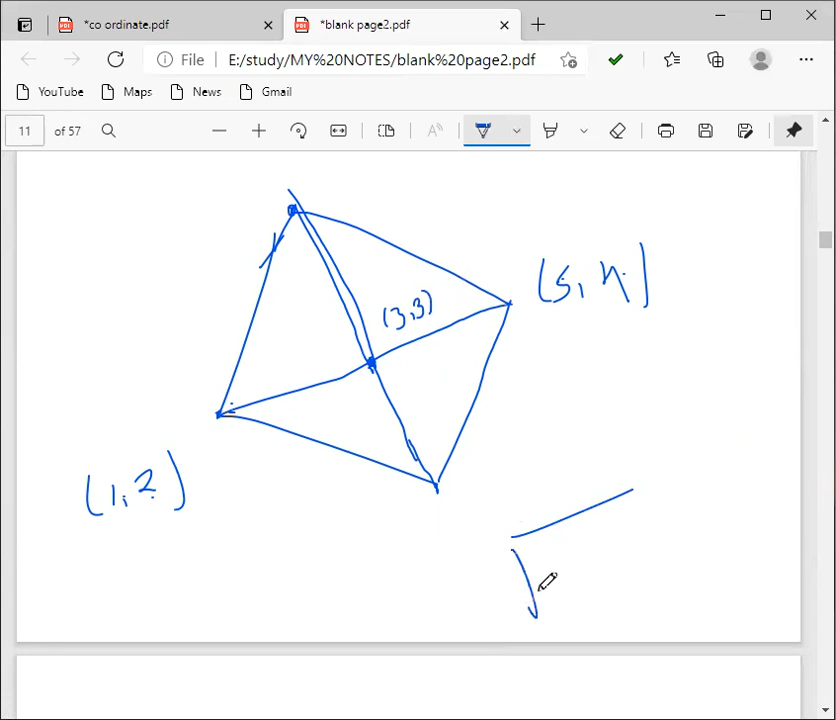 *co ordinate.pdf
*blank page2.pdf
File
E:/study/MY%20NOTES/blank%20page2.pdf
YouTube
Maps
News
Gmail
11
of 57
(5, 4)
(3,3)
(1, 2)